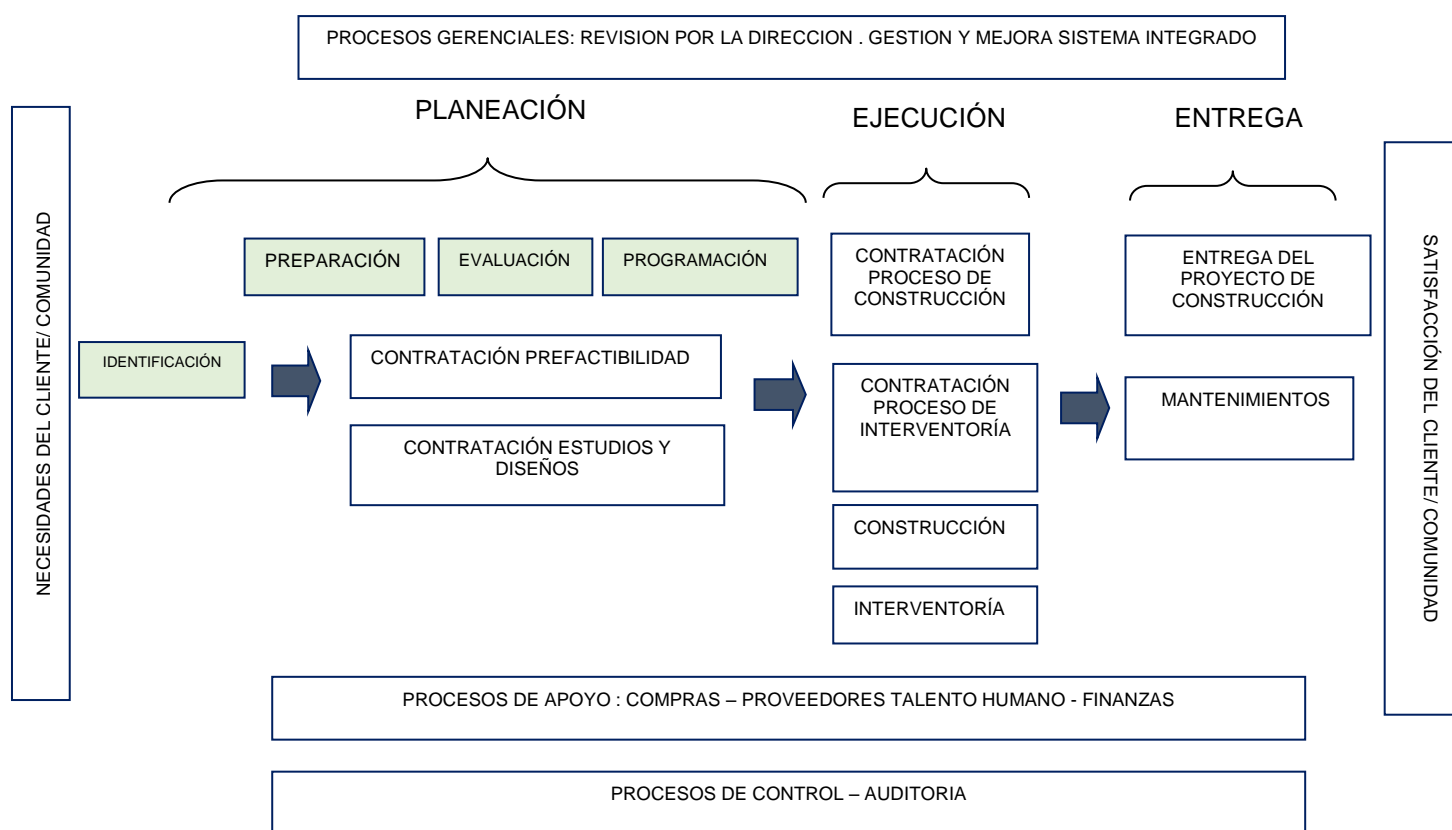 PROCESOS GERENCIALES: REVISION POR LA DIRECCION . GESTION Y MEJORA SISTEMA INTEGRADO
PLANEACIÓN
EJECUCIÓN
ENTREGA
NECESIDADES DEL CLIENTE/ COMUNIDAD
IDENTIFICACIÓN
PREPARACIÓN
EVALUACIÓN
PROGRAMACIÓN
CONTRATACIÓN PREFACTIBILIDAD
CONTRATACIÓN ESTUDIOS Y
DISEÑOS
CONTRATACIÓN
PROCESO DE
CONSTRUCCIÓN
CONTRATACIÓN
PROCESO DE
INTERVENTORÍA
CONSTRUCCIÓN
INTERVENTORÍA
ENTREGA DEL
PROYECTO DE
CONSTRUCCIÓN
MANTENIMIENTOS
SATISFACCIÓN DEL CLIENTE/ COMUNIDAD
PROCESOS DE APOYO : COMPRAS – PROVEEDORES TALENTO HUMANO - FINANZAS
PROCESOS DE CONTROL – AUDITORIA